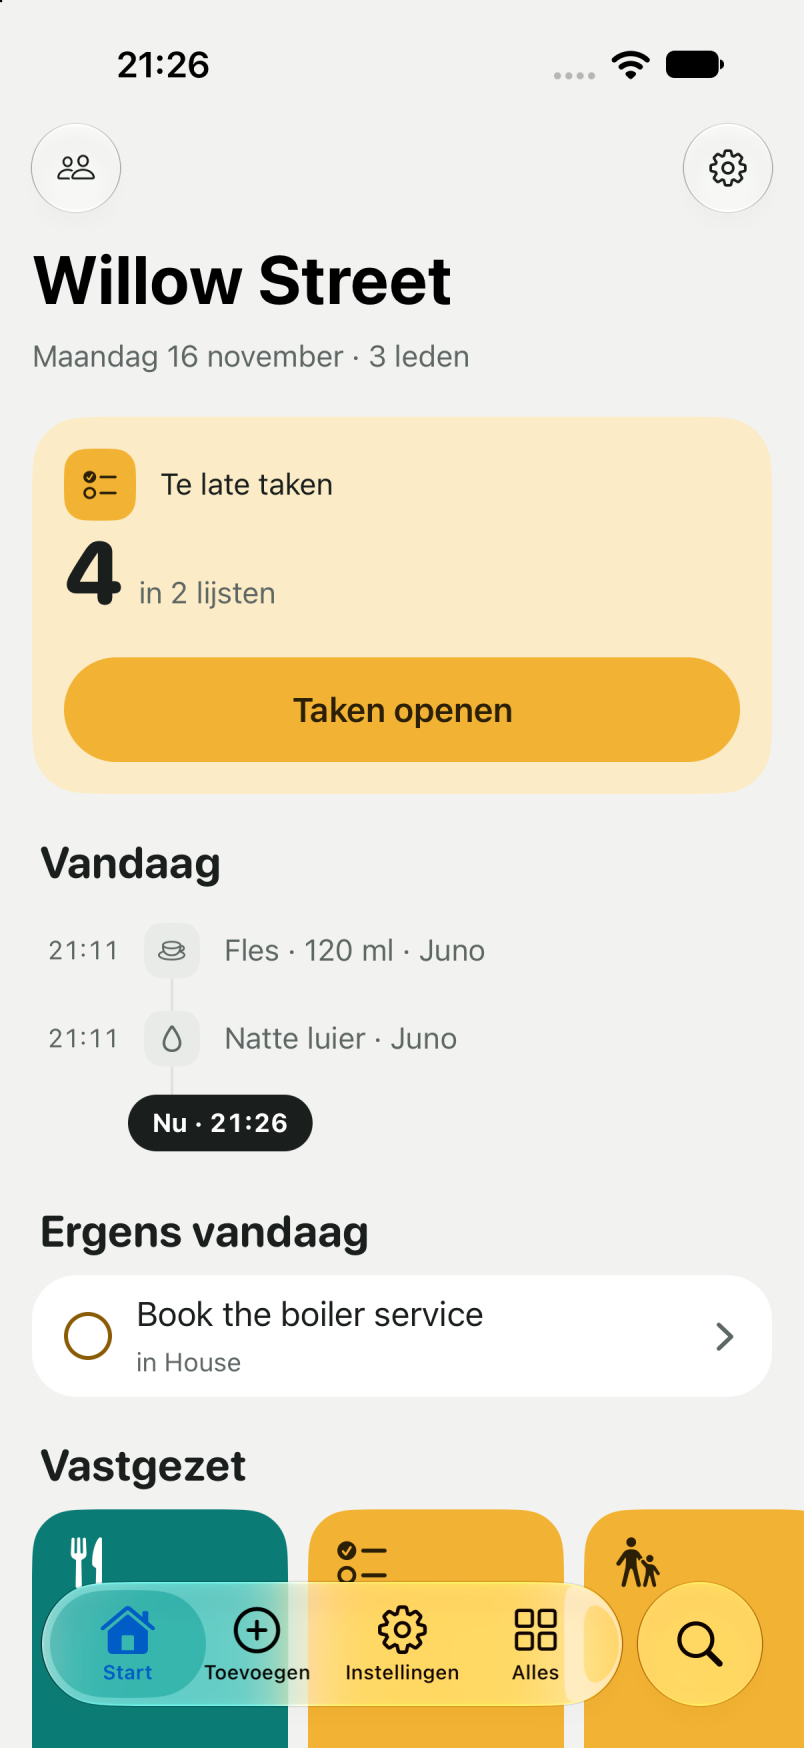 21:26
Willow Street
Maandag 16 november · 3 leden
Te late taken
4 in 2 lijsten
Taken openen
Vandaag
21:11 Fles · 120 ml · Juno
21:11 Natte luier · Juno
Nu · 21:26
Ergens vandaag
Book the boiler service
in House
Vastgezet
Start Toevoegen Instellingen Alles